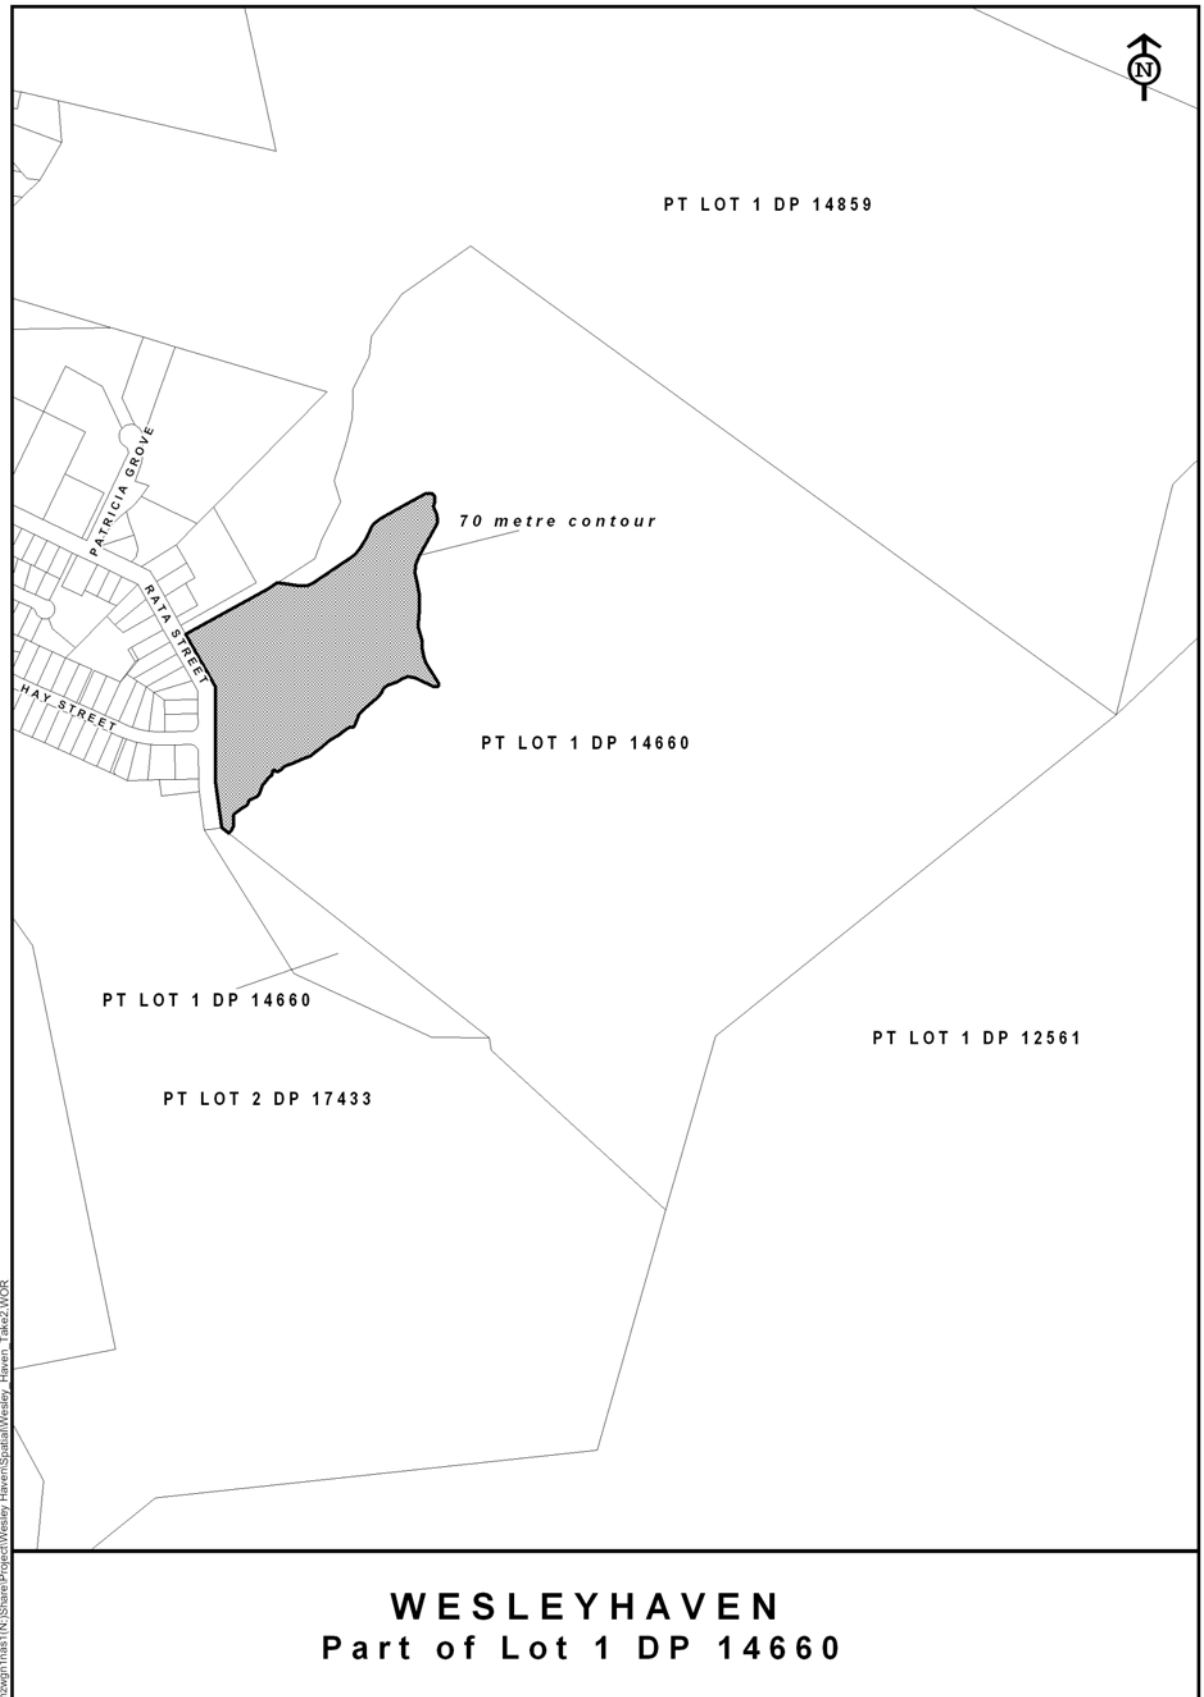 N
PT LOT 1 DP 14859
PATRICIA GROVE
70 metre contour
RATA STREET
HAY STREET
PT LOT 1 DP 14660
PT LOT 1 DP 14660
PT LOT 1 DP 12561
PT LOT 2 DP 17433
WESLEYHAVEN
Part of Lot 1 DP 14660